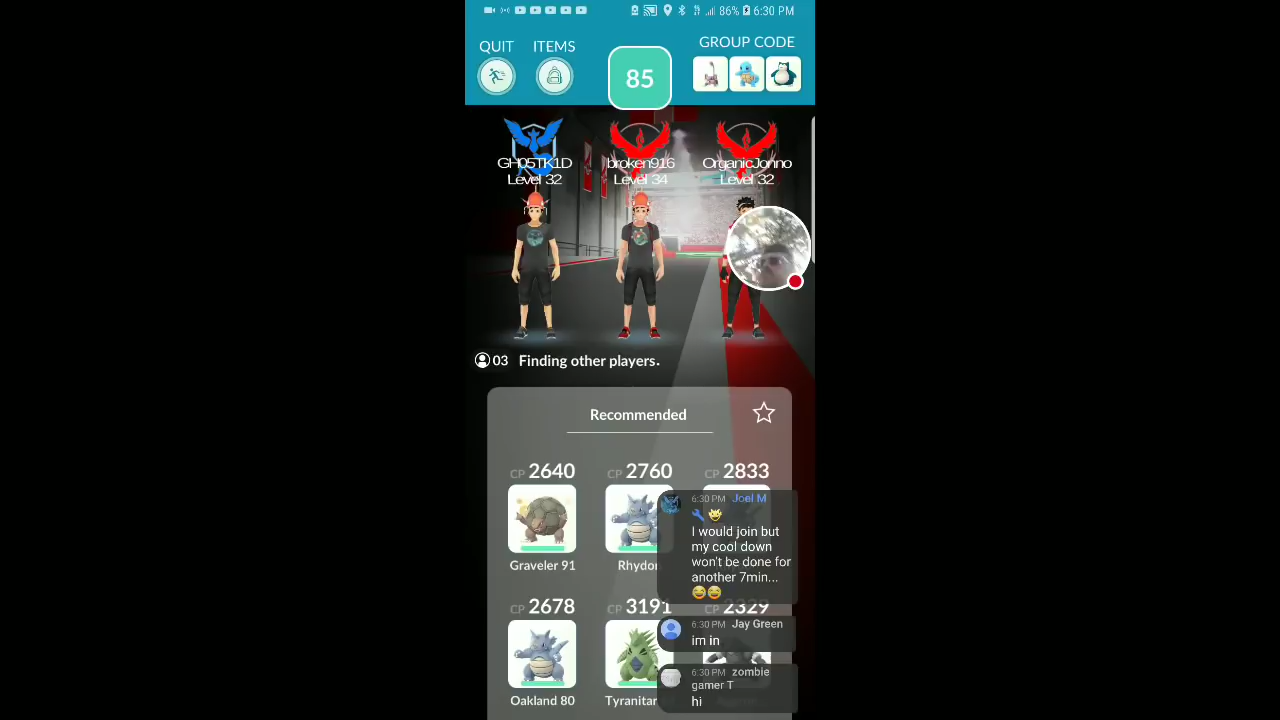 86% 6:30 PM
QUIT ITEMS GROUP CODE
85
GH05TK1D broken916 OrganicJonno
Level 32 Level 34 Level 32
03 Finding other players.
Recommended
CP 2640 CP 2760 CP 2833
Graveler 91 Rhydon
CP 2678 CP 3191 CP 2329
Oakland 80 Tyranitar
6:30 PM Joel M
I would join but
my cool down
won't be done for
another 7min...
6:30 PM Jay Green
im in
6:30 PM zombie
gamer T
hi